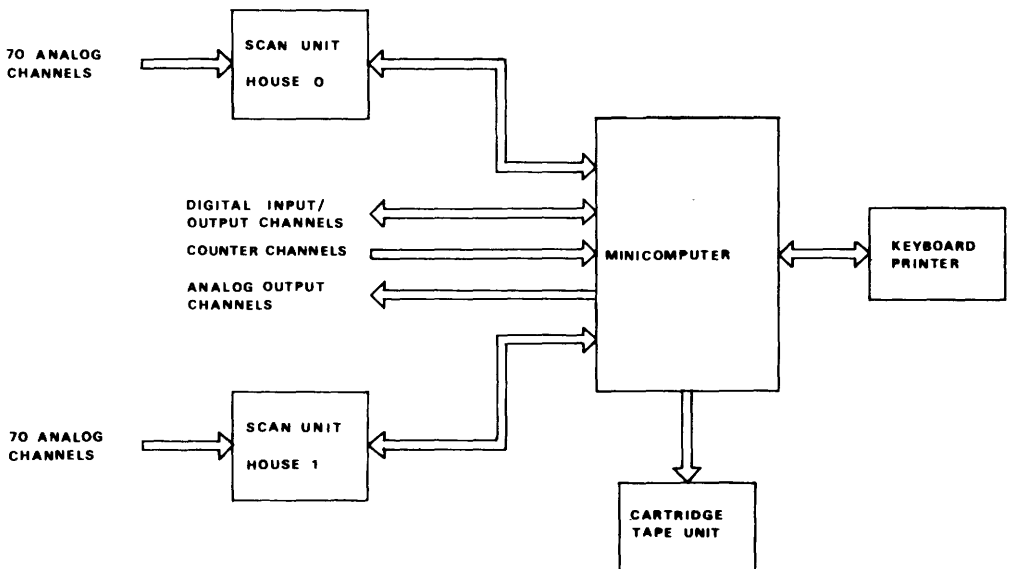 70 ANALOG
CHANNELS
SCAN UNIT
HOUSE 0
DIGITAL INPUT/
OUTPUT CHANNELS
COUNTER CHANNELS
ANALOG OUTPUT
CHANNELS
MINICOMPUTER
KEYBOARD
PRINTER
70 ANALOG
CHANNELS
SCAN UNIT
HOUSE 1
CARTRIDGE
TAPE UNIT